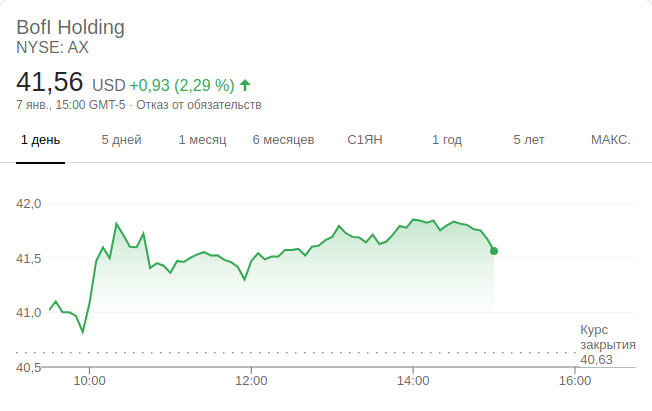 BofI Holding
NYSE: AX
41,56 USD +0,93 (2,29 %)
7 янв., 15:00 GMT-5 · Отказ от обязательств
1 день 5 дней 1 месяц 6 месяцев С1ЯН 1 год 5 лет МАКС.
42,0
41,5
41,0
Курс
закрытия
40,63
40,5
10:00 12:00 14:00 16:00